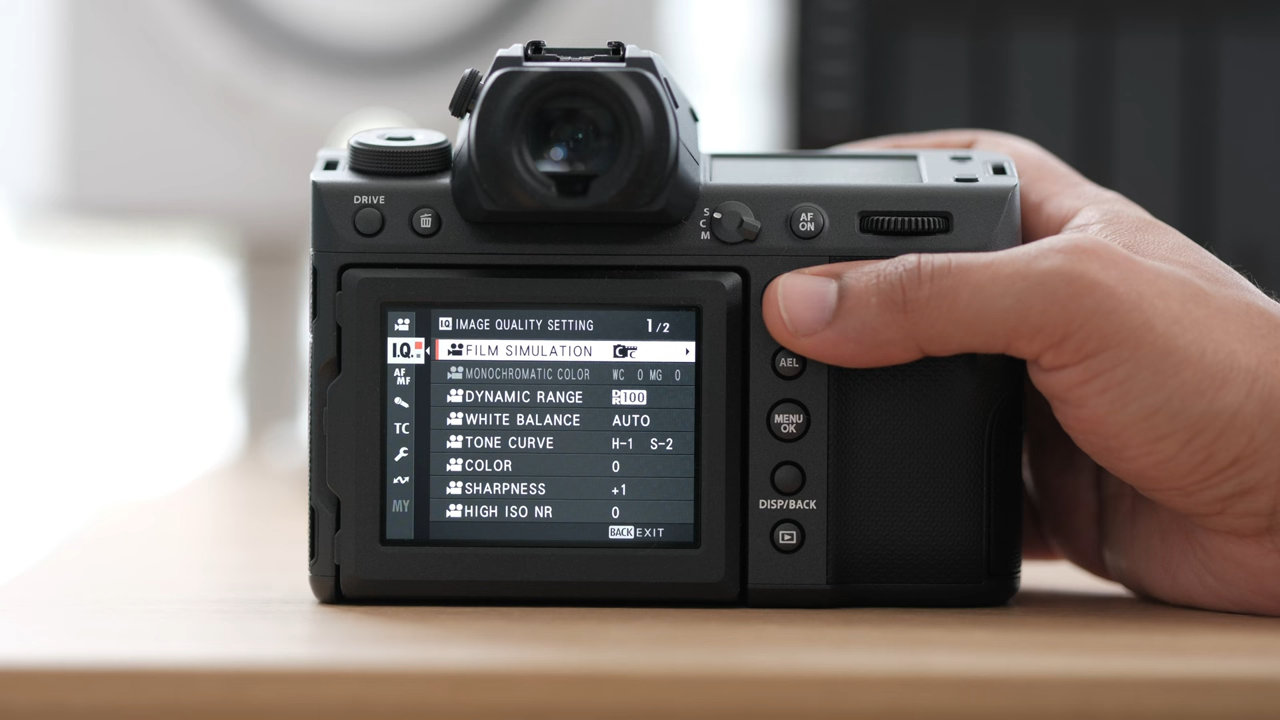 DRIVE
S
C
M
AF
ON
I.Q. IMAGE QUALITY SETTING 1/2
I.Q.
FILM SIMULATION C
MONOCHROMATIC COLOR WC 0 MG 0
AF
MF
DYNAMIC RANGE DR100
WHITE BALANCE AUTO
TC
TONE CURVE H-1 S-2
COLOR 0
SHARPNESS +1
MY
HIGH ISO NR 0
BACK EXIT
AEL
MENU
OK
DISP/BACK